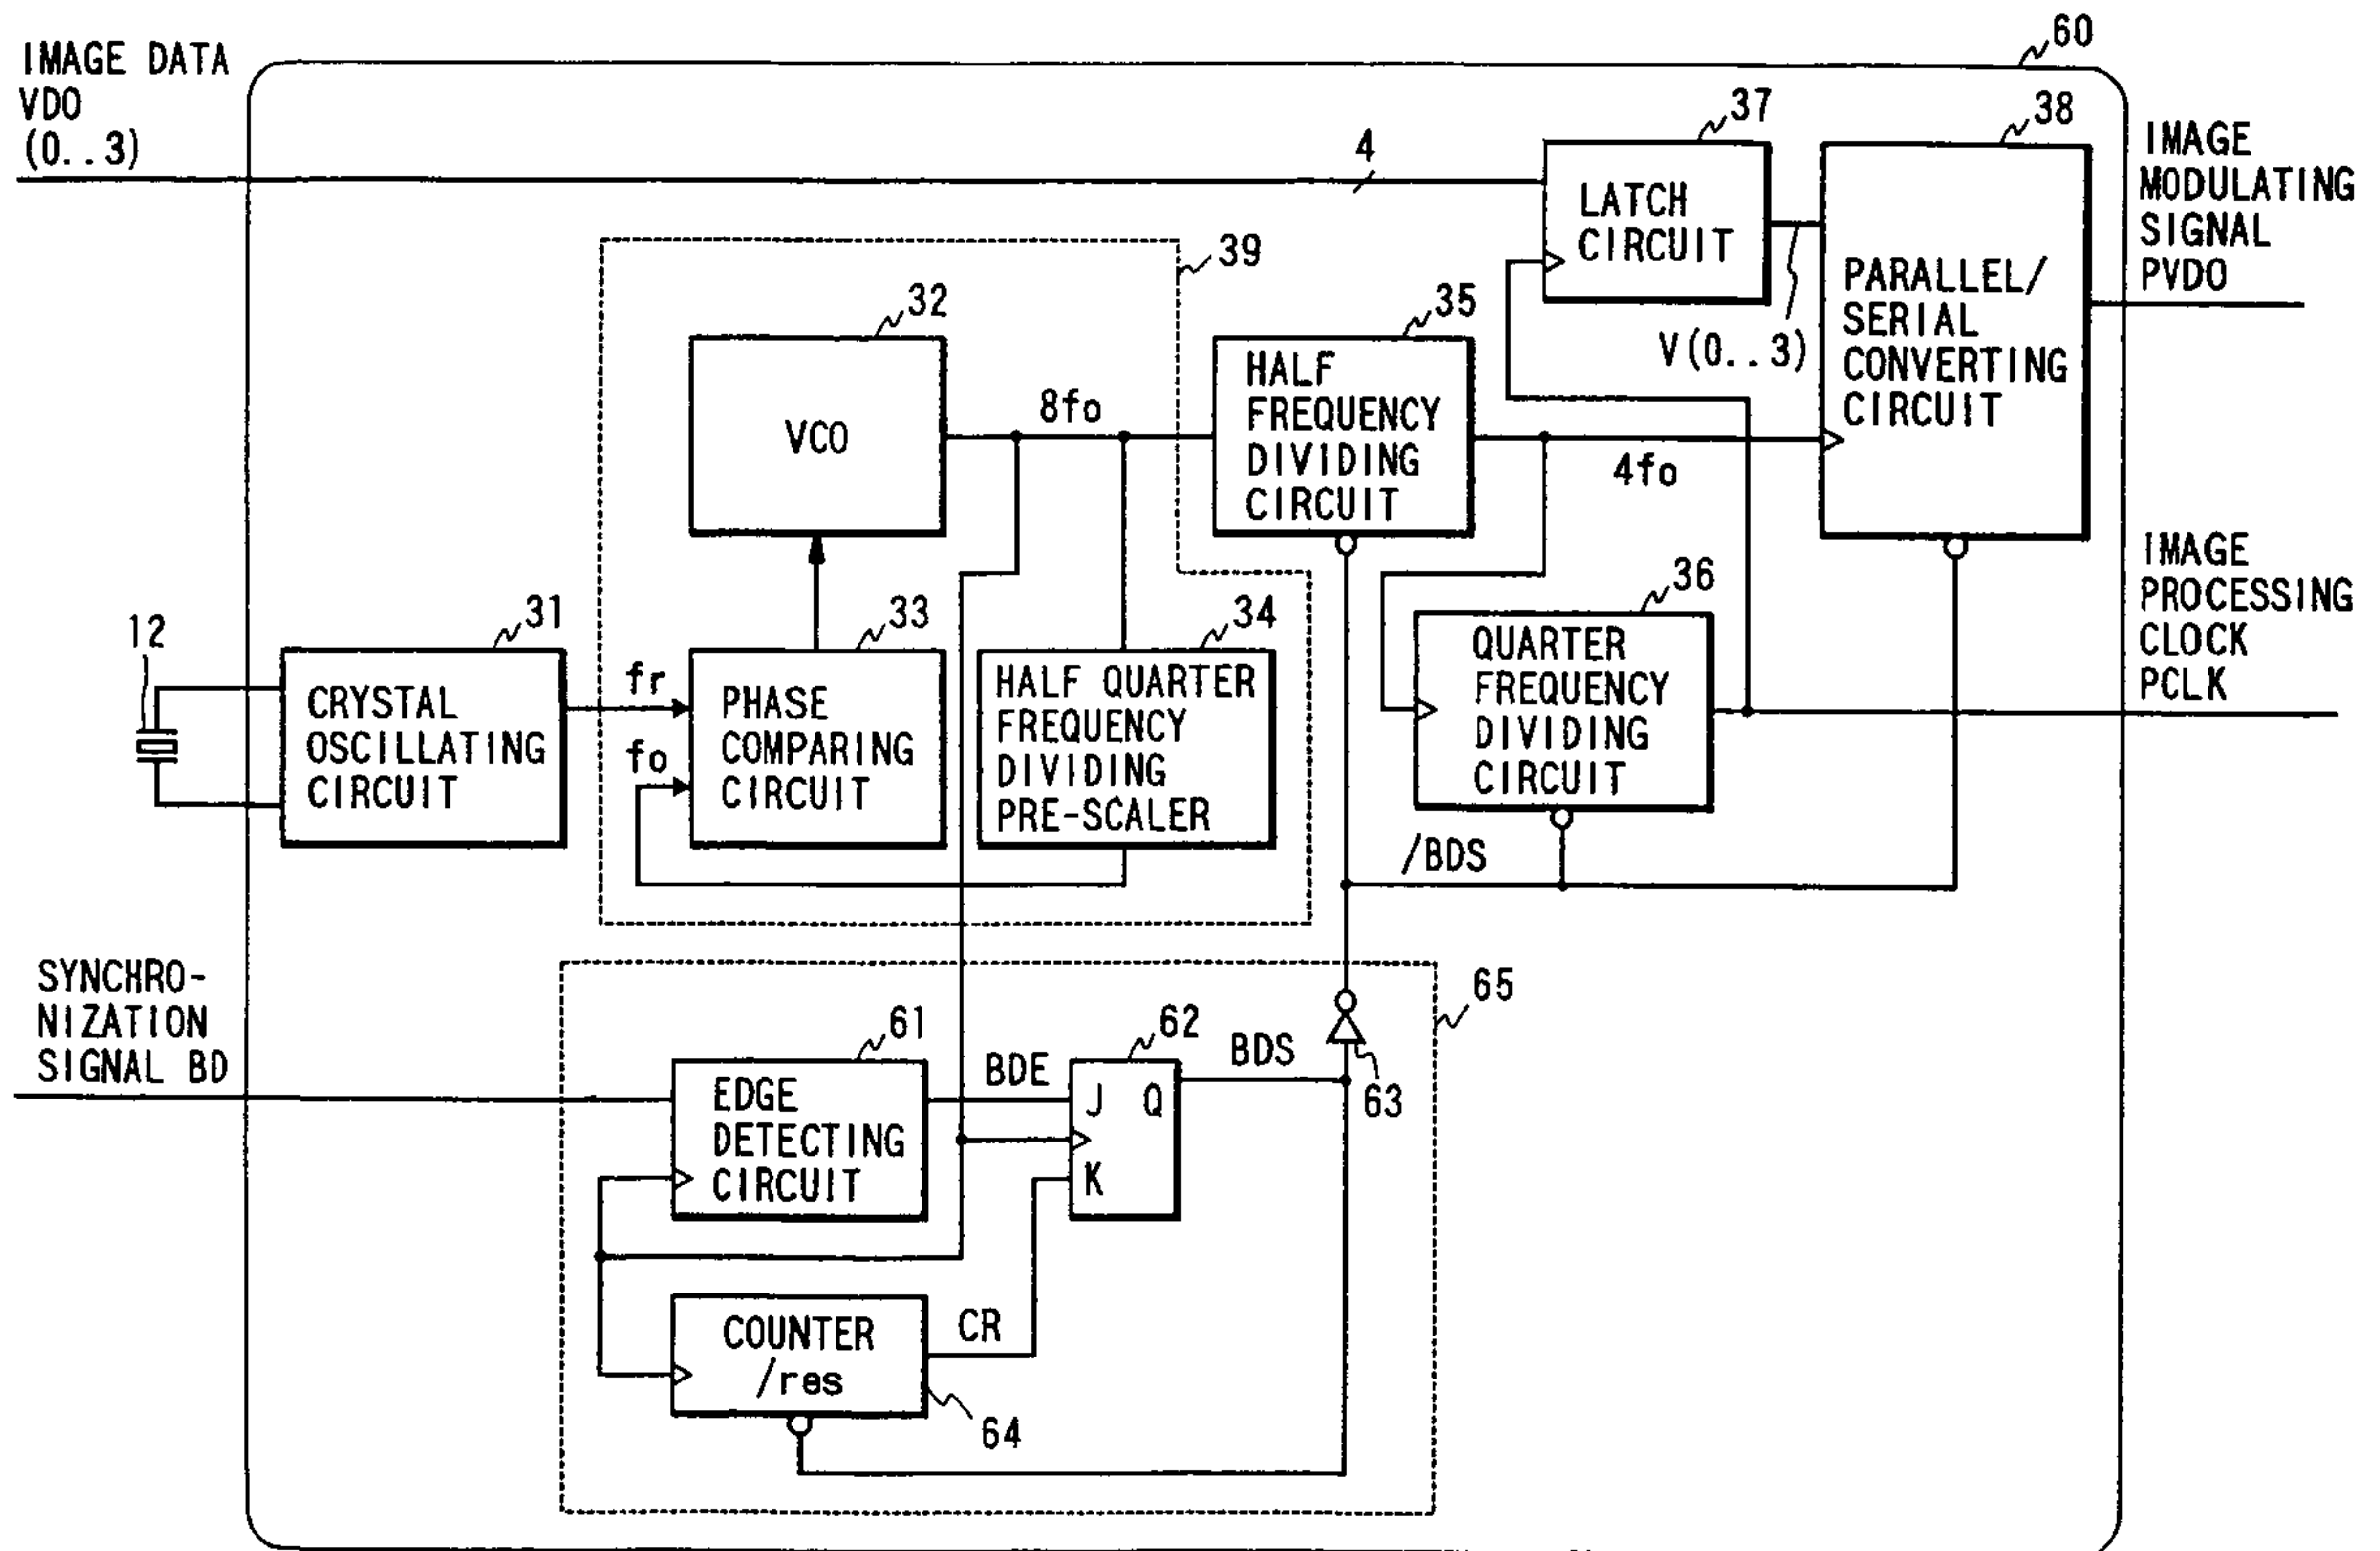 60
IMAGE DATA
VDO
(0..3)
4
37
38
LATCH
CIRCUIT
IMAGE
MODULATING
SIGNAL
PVDO
39
32
VCO
8fo
35
HALF
FREQUENCY
DIVIDING
CIRCUIT
V(0..3)
PARALLEL/
SERIAL
CONVERTING
CIRCUIT
4fo
12
31
CRYSTAL
OSCILLATING
CIRCUIT
fr
fo
33
PHASE
COMPARING
CIRCUIT
34
HALF QUARTER
FREQUENCY
DIVIDING
PRE-SCALER
36
QUARTER
FREQUENCY
DIVIDING
CIRCUIT
IMAGE
PROCESSING
CLOCK
PCLK
/BDS
SYNCHRO-
NIZATION
SIGNAL BD
65
61
EDGE
DETECTING
CIRCUIT
BDE
62
J Q
K
BDS
63
COUNTER
/res
CR
64